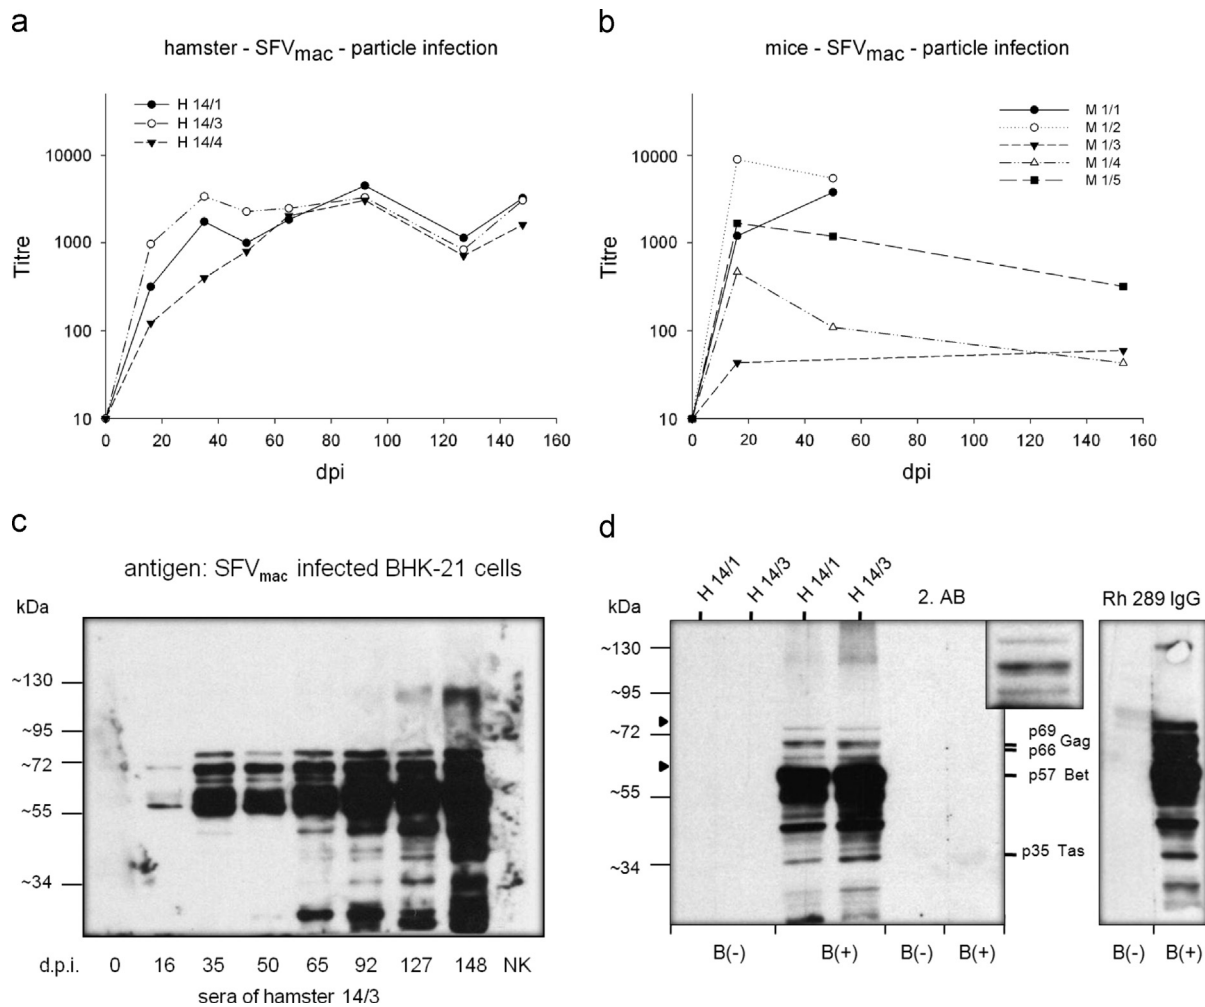 a
hamster - SFVmac - particle infection
H 14/1
H 14/3
H 14/4
10000
1000
100
10
Titre
0 20 40 60 80 100 120 140 160
dpi
b
mice - SFVmac - particle infection
M 1/1
M 1/2
M 1/3
M 1/4
M 1/5
10000
1000
100
10
Titre
0 20 40 60 80 100 120 140 160
dpi
c
antigen: SFVmac infected BHK-21 cells
kDa
~130
~95
~72
~55
~34
d.p.i. 0 16 35 50 65 92 127 148 NK
sera of hamster 14/3
d
H 14/1 H 14/3 H 14/1 H 14/3 2. AB Rh 289 IgG
kDa
~130
~95
~72
~55
~34
p69
Gag
p66
p57 Bet
p35 Tas
B(-) B(+) B(-) B(+) B(-) B(+)